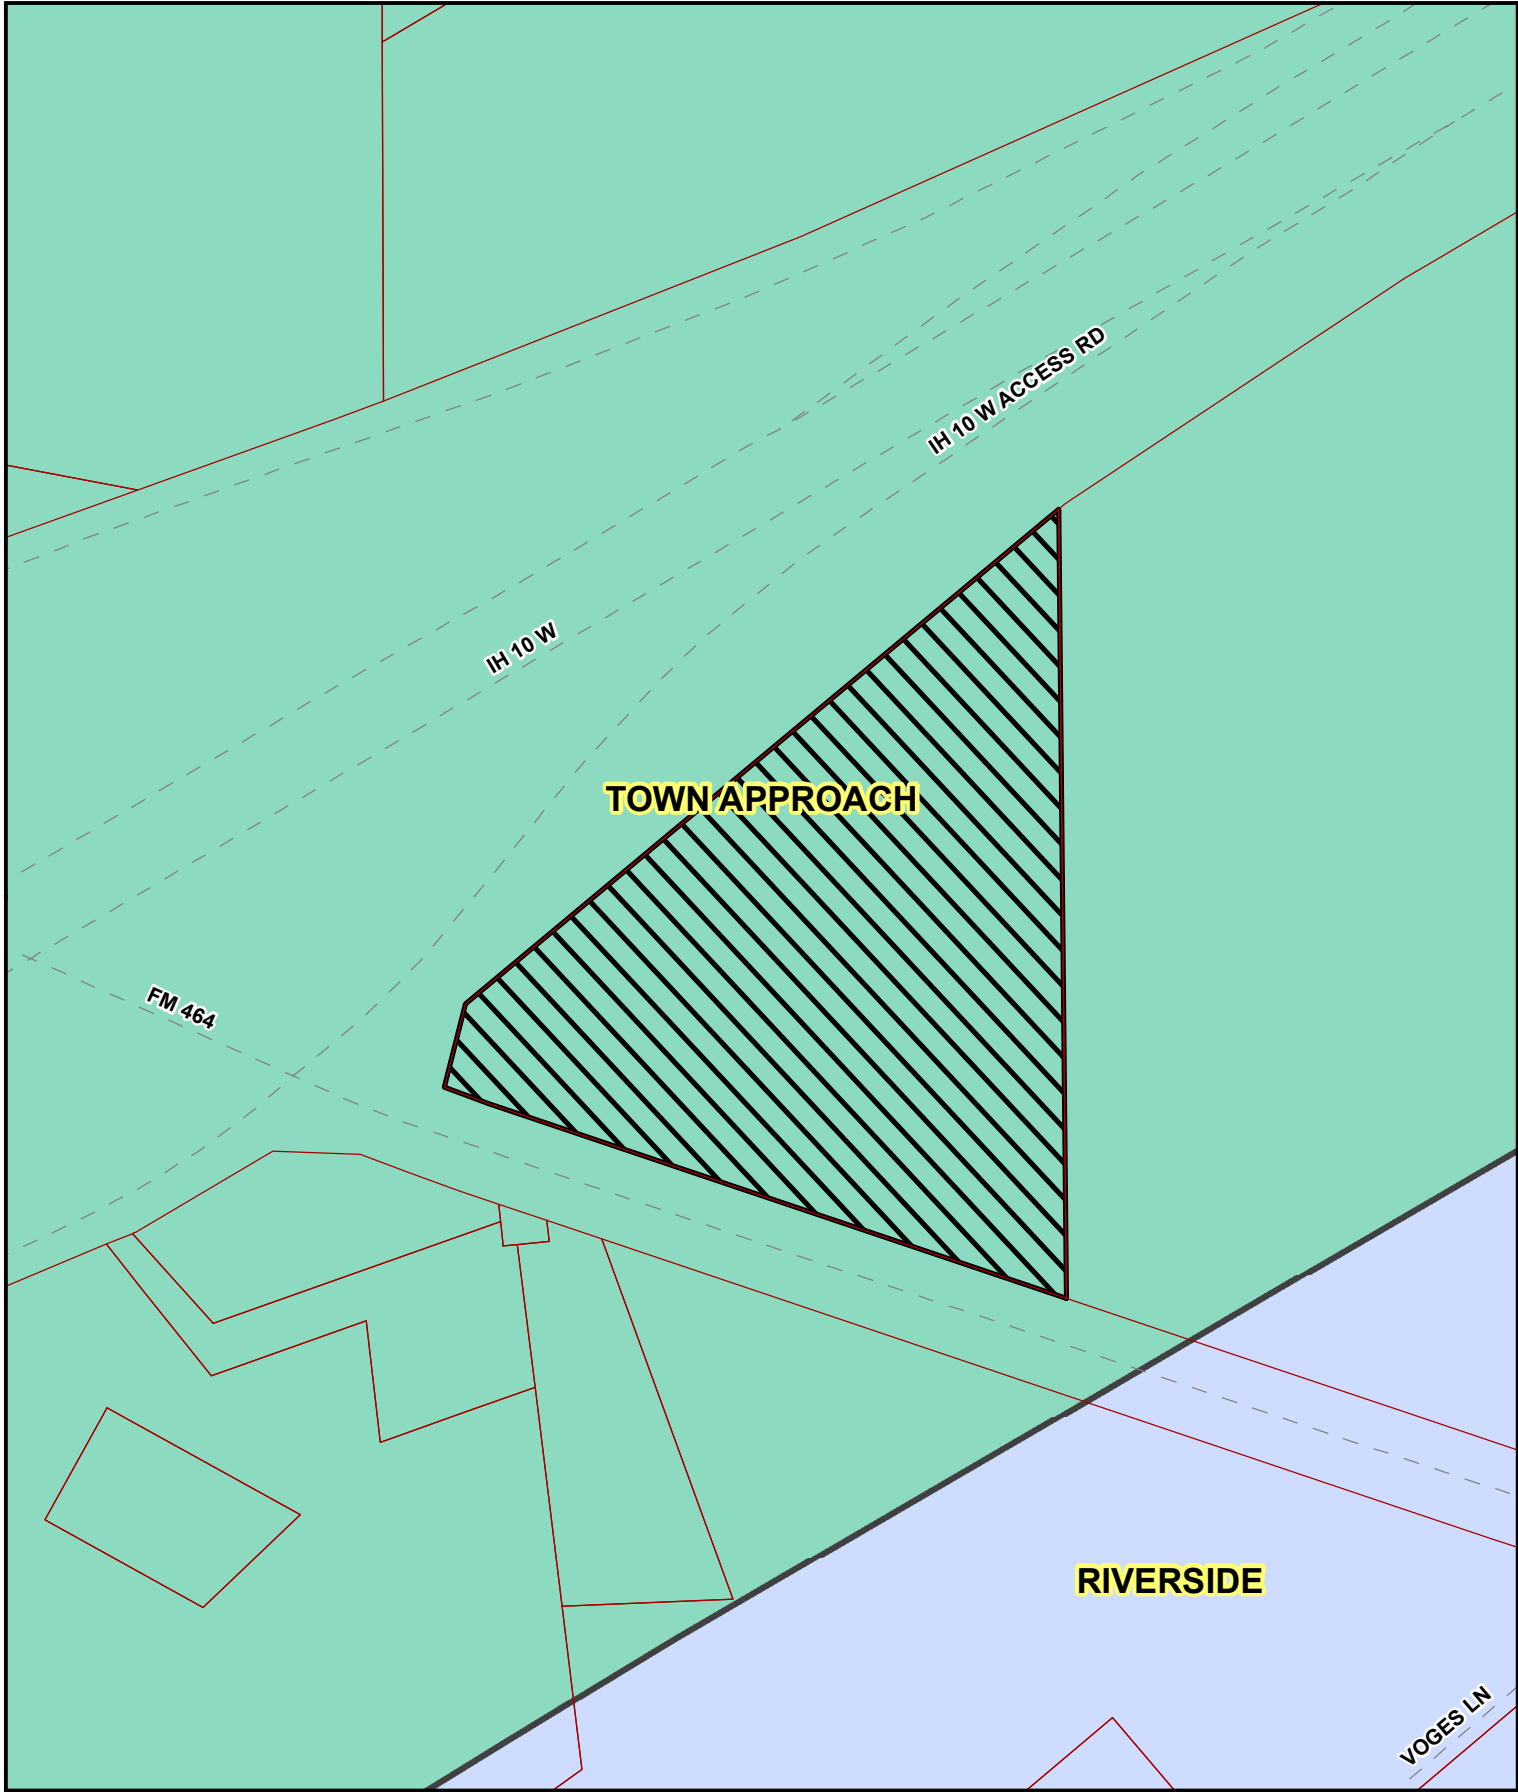 IH 10 W ACCESS RD
IH 10 W
TOWN APPROACH
FM 464
RIVERSIDE
VOGES LN